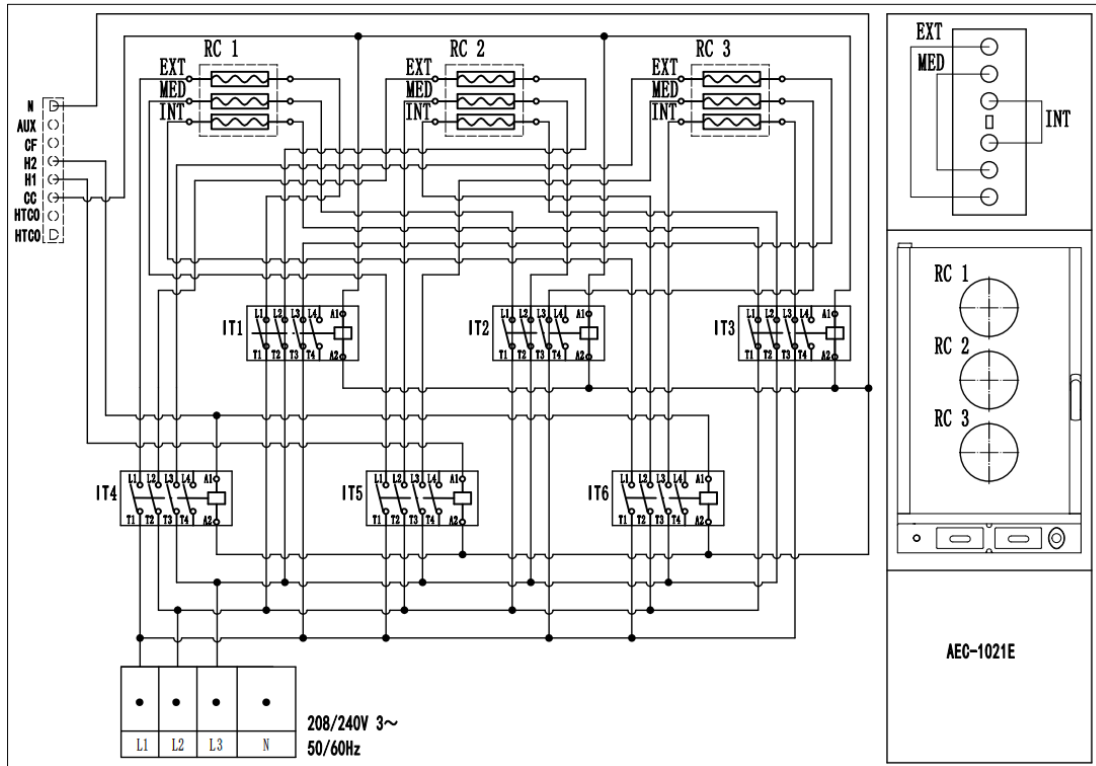 RC 1
RC 2
RC 3
EXT
MED
INT
EXT
MED
INT
EXT
MED
INT
N
AUX
CF
H2
H1
CC
HTCO
HTCO
IT1
L1 L2 L3 L4 A1
T1 T2 T3 T4 A2
IT2
L1 L2 L3 L4 A1
T1 T2 T3 T4 A2
IT3
L1 L2 L3 L4 A1
T1 T2 T3 T4 A2
IT4
L1 L2 L3 L4 A1
T1 T2 T3 T4 A2
IT5
L1 L2 L3 L4 A1
T1 T2 T3 T4 A2
IT6
L1 L2 L3 L4 A1
T1 T2 T3 T4 A2
L1 L2 L3 N
208/240V 3~
50/60Hz
EXT
MED
INT
RC 1
RC 2
RC 3
AEC-1021E